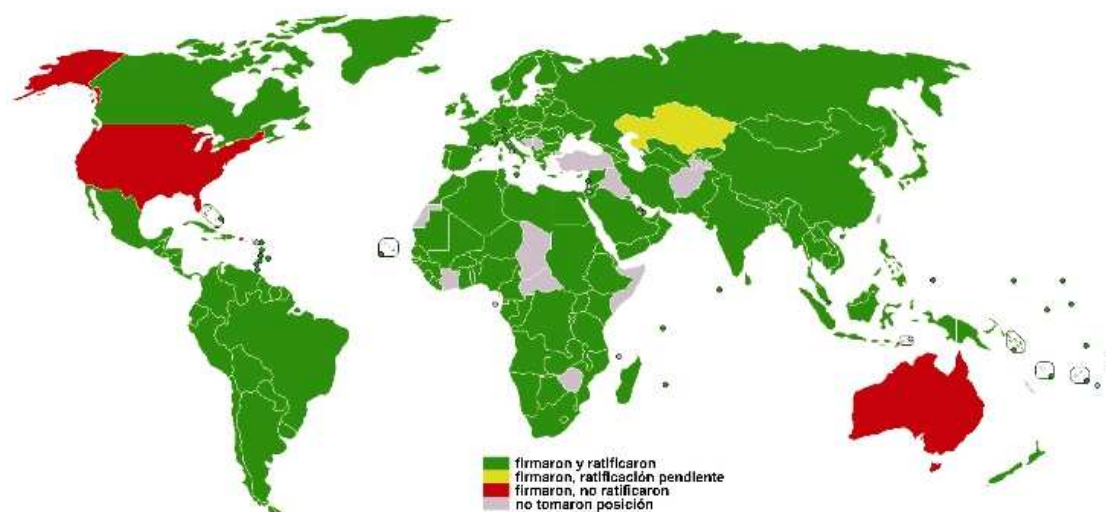 firmaron y ratificaron
firmaron, ratificación pendiente
firmaron, no ratificaron
no tomaron posición